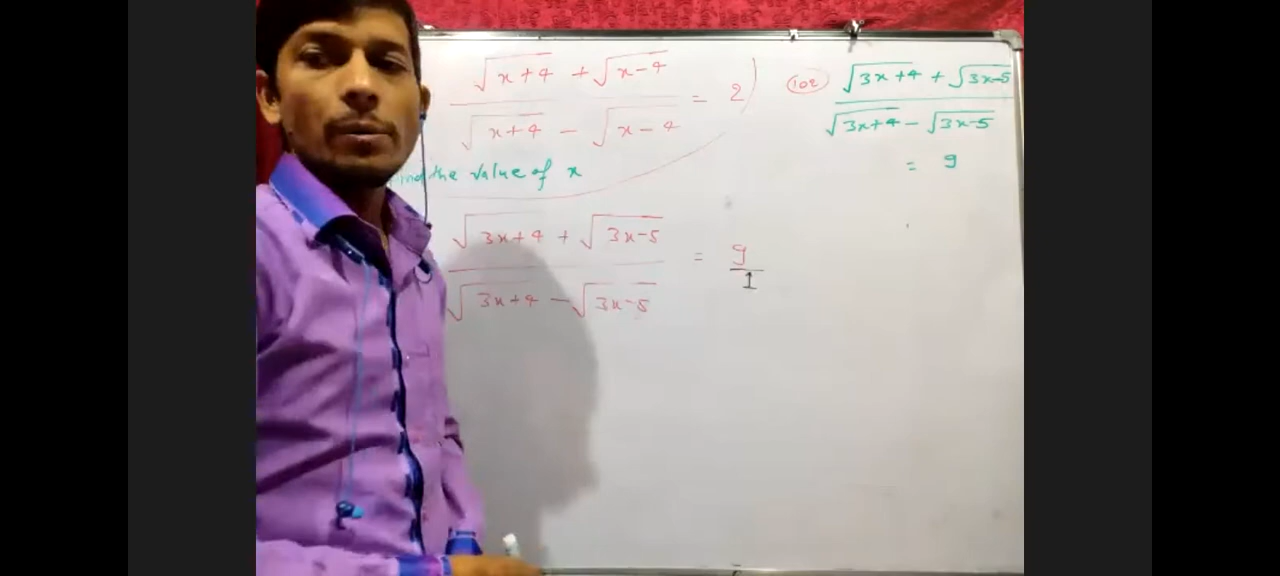 √x+4 + √x-4
———————— = 2)
√x+4 - √x-4
the value of x
√3x+4 + √3x-5
———————— = 9/1
√3x+4 - √3x-5
(102) √3x+4 + √3x-5
————————
√3x+4 - √3x-5
= 9